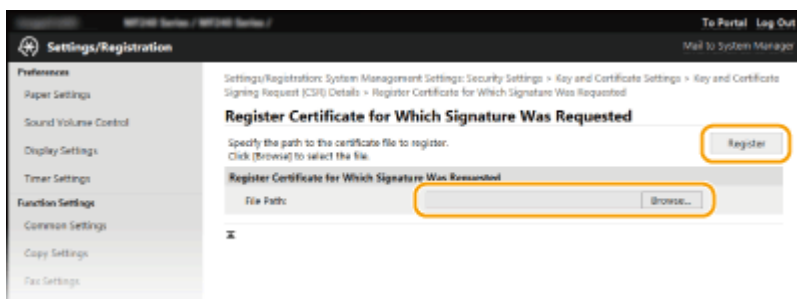 MF240 Series / MF240 Series /
To Portal Log Out
Settings/Registration
Mail to System Manager
Preferences
Paper Settings
Sound Volume Control
Display Settings
Timer Settings
Function Settings
Common Settings
Copy Settings
Fax Settings
Settings/Registration: System Management Settings: Security Settings > Key and Certificate Settings > Key and Certificate
Signing Request (CSR) Details > Register Certificate for Which Signature Was Requested
Register Certificate for Which Signature Was Requested
Specify the path to the certificate file to register.
Click [Browse] to select the file.
Register
Register Certificate for Which Signature Was Requested
File Path:
Browse...